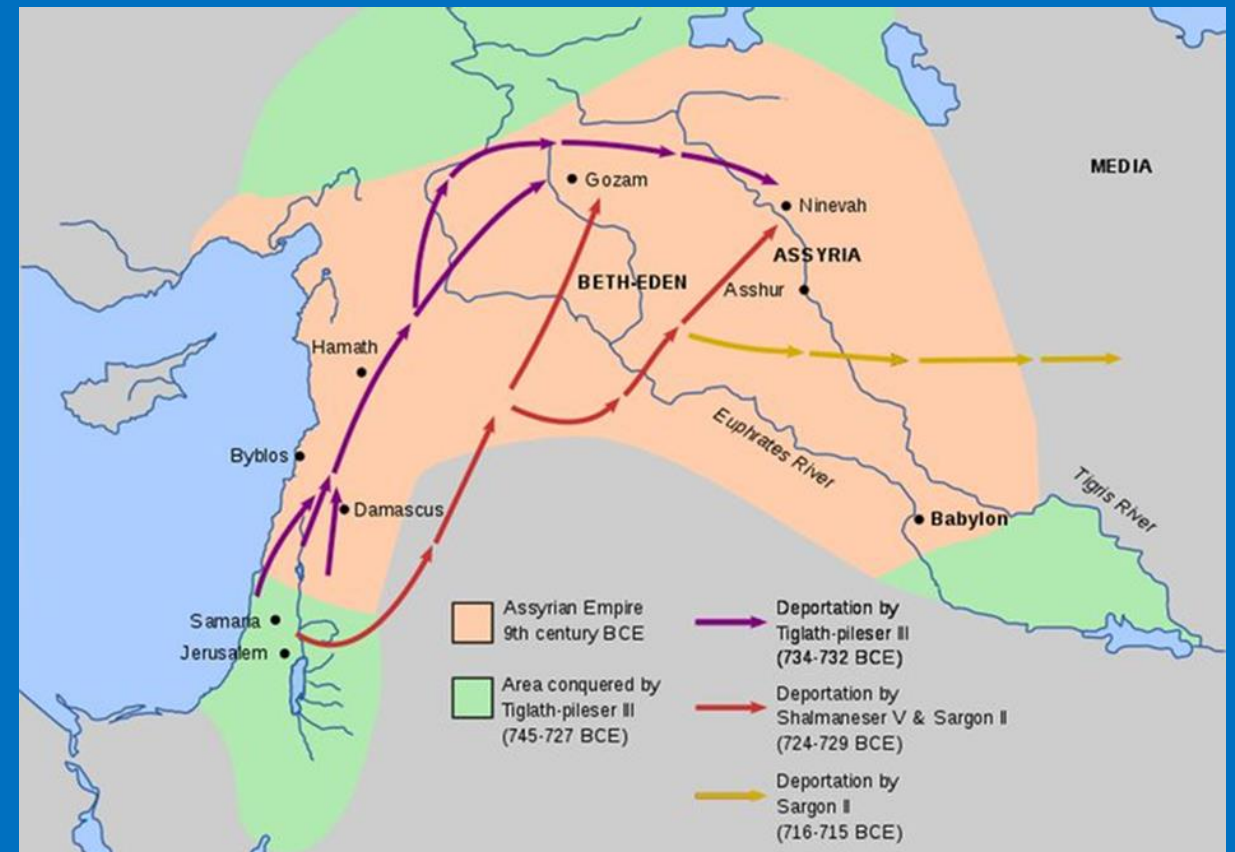 MEDIA
Gozam
Ninevah
ASSYRIA
BETH-EDEN
Asshur
Hamath
Euphrates River
Byblos
Tigris River
Damascus
Babylon
Samaria
Jerusalem
Assyrian Empire
9th century BCE
Area conquered by
Tiglath-pileser III
(745-727 BCE)
Deportation by
Tiglath-pileser III
(734-732 BCE)
Deportation by
Shalmaneser V & Sargon II
(724-729 BCE)
Deportation by
Sargon II
(716-715 BCE)